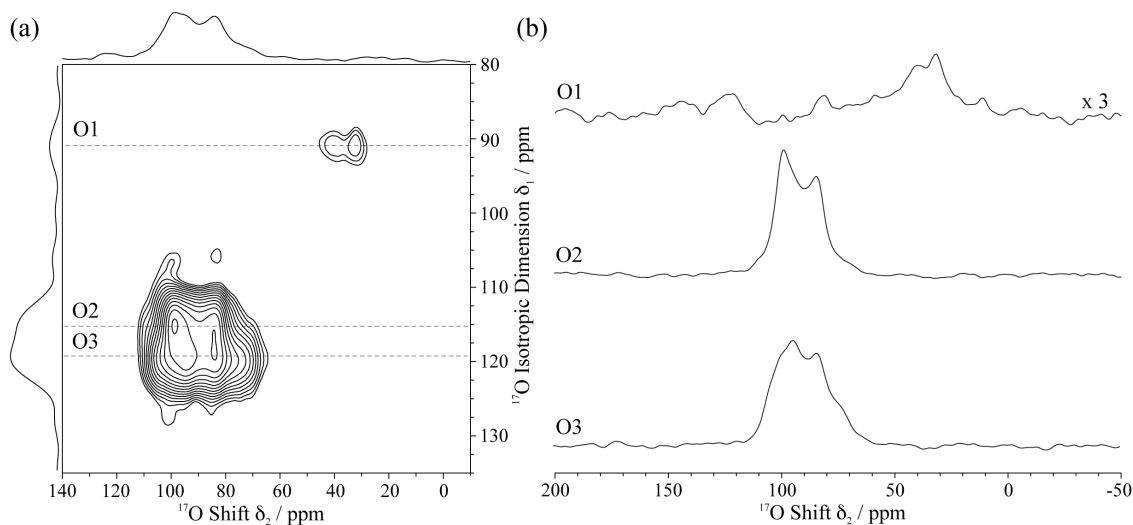 (a)
80
O1
90
100
110
O2
O3
120
130
140 120 100 80 60 40 20 0
¹⁷O Shift δ₂ / ppm
¹⁷O Isotropic Dimension δ₁ / ppm
(b)
O1
x 3
O2
O3
200 150 100 50 0 -50
¹⁷O Shift δ₂ / ppm